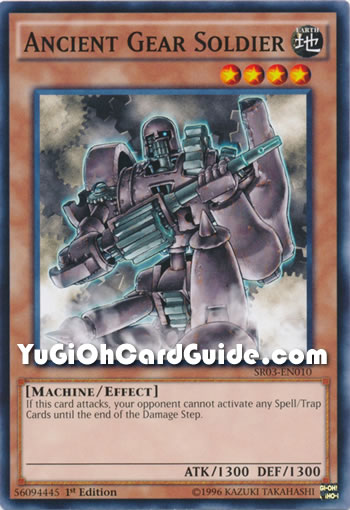 ANCIENT GEAR SOLDIER
EARTH
地
YuGiOhCardGuide.com
SR03-EN010
[MACHINE/EFFECT]
If this card attacks, your opponent cannot activate any Spell/Trap
Cards until the end of the Damage Step.
ATK/1300 DEF/1300
56094445 1st Edition ©1996 KAZUKI TAKAHASHI